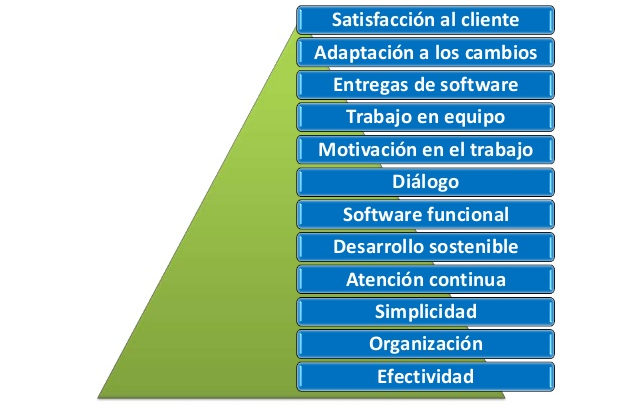 Satisfacción al cliente
Adaptación a los cambios
Entregas de software
Trabajo en equipo
Motivación en el trabajo
Diálogo
Software funcional
Desarrollo sostenible
Atención continua
Simplicidad
Organización
Efectividad